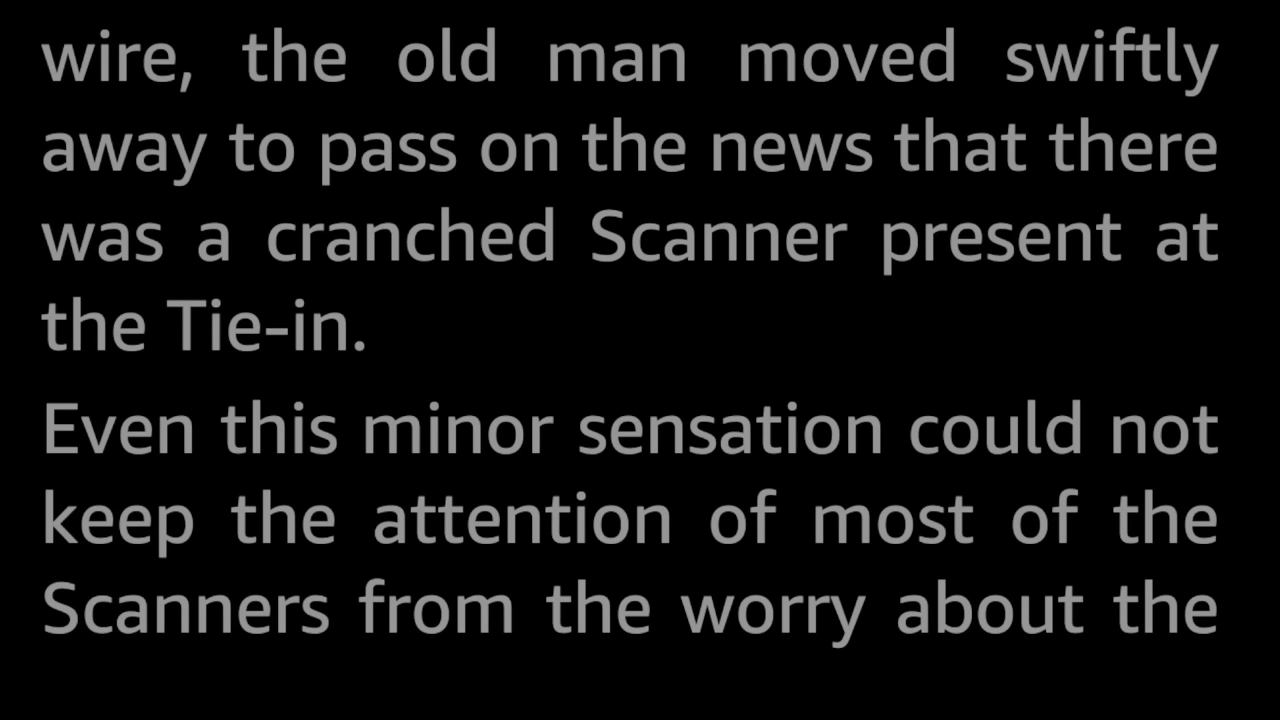 wire, the old man moved swiftly
away to pass on the news that there
was a cranched Scanner present at
the Tie-in.
Even this minor sensation could not
keep the attention of most of the
Scanners from the worry about the